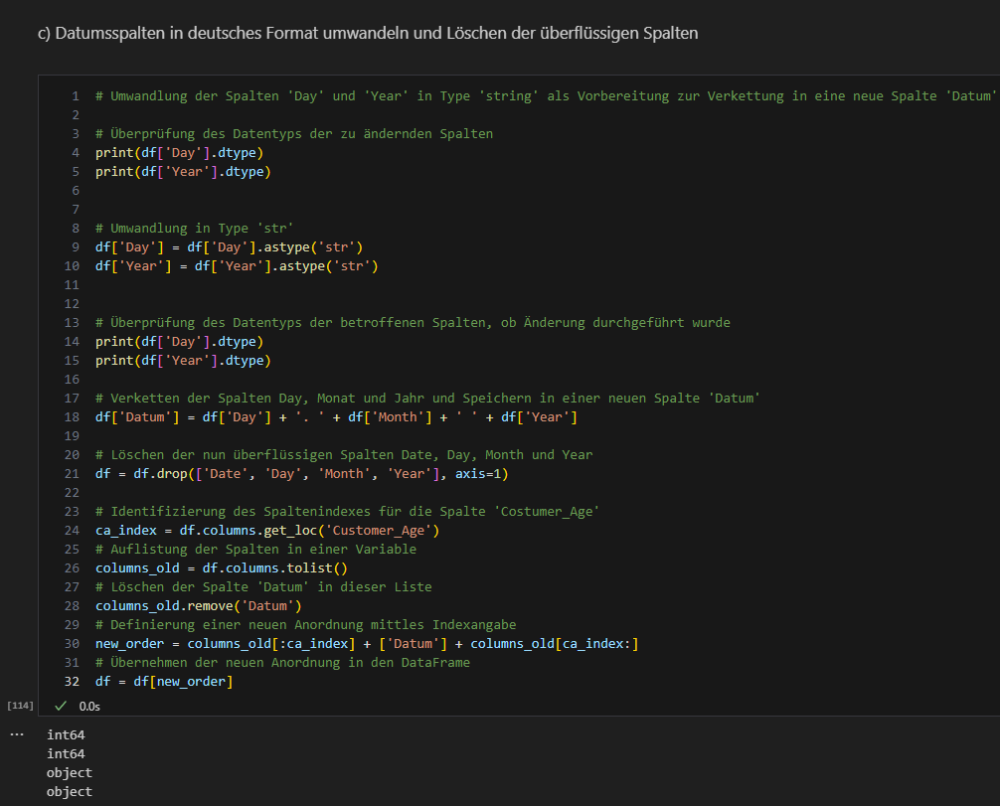 c) Datumsspalten in deutsches Format umwandeln und Löschen der überflüssigen Spalten
1 # Umwandlung der Spalten 'Day' und 'Year' in Type 'string' als Vorbereitung zur Verkettung in eine neue Spalte 'Datum'
2
3 # Überprüfung des Datentyps der zu ändernden Spalten
4 print(df['Day'].dtype)
5 print(df['Year'].dtype)
6
7
8 # Umwandlung in Type 'str'
9 df['Day'] = df['Day'].astype('str')
10 df['Year'] = df['Year'].astype('str')
11
12
13 # Überprüfung des Datentyps der betroffenen Spalten, ob Änderung durchgeführt wurde
14 print(df['Day'].dtype)
15 print(df['Year'].dtype)
16
17 # Verketten der Spalten Day, Monat und Jahr und Speichern in einer neuen Spalte 'Datum'
18 df['Datum'] = df['Day'] + '. ' + df['Month'] + ' ' + df['Year']
19
20 # Löschen der nun überflüssigen Spalten Date, Day, Month und Year
21 df = df.drop(['Date', 'Day', 'Month', 'Year'], axis=1)
22
23 # Identifizierung des Spaltenindexes für die Spalte 'Costumer_Age'
24 ca_index = df.columns.get_loc('Customer_Age')
25 # Auflistung der Spalten in einer Variable
26 columns_old = df.columns.tolist()
27 # Löschen der Spalte 'Datum' in dieser Liste
28 columns_old.remove('Datum')
29 # Definierung einer neuen Anordnung mittles Indexangabe
30 new_order = columns_old[:ca_index] + ['Datum'] + columns_old[ca_index:]
31 # Übernehmen der neuen Anordnung in den DataFrame
32 df = df[new_order]
[114] ✓ 0.0s
... int64
int64
object
object